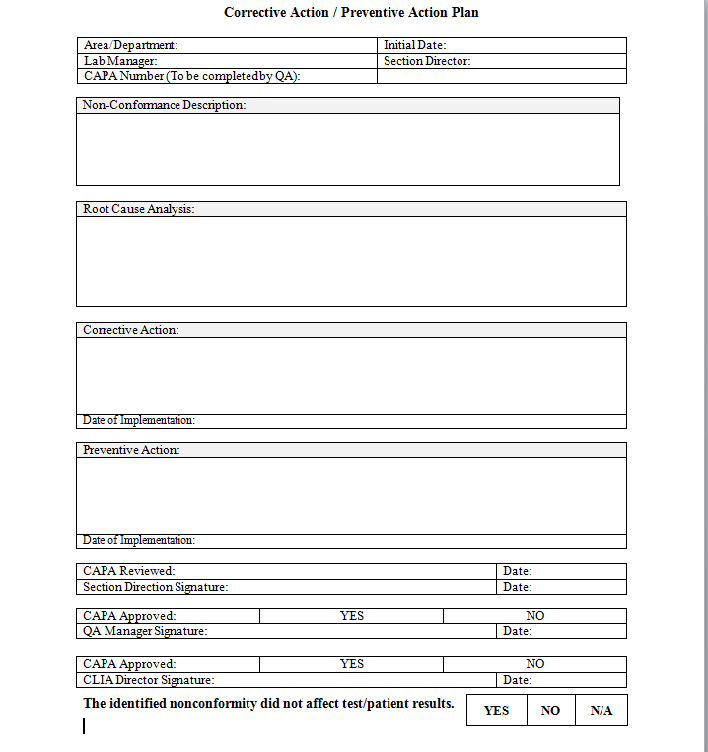 Corrective Action / Preventive Action Plan
Area/Department: Initial Date:
Lab Manager: Section Director:
CAPA Number (To be completed by QA):
Non-Conformance Description:
Root Cause Analysis:
Corrective Action:
Date of Implementation:
Preventive Action:
Date of Implementation:
CAPA Reviewed: Date:
Section Direction Signature: Date:
CAPA Approved: YES NO
QA Manager Signature: Date:
CAPA Approved: YES NO
CLIA Director Signature: Date:
The identified nonconformity did not affect test/patient results. YES NO N/A